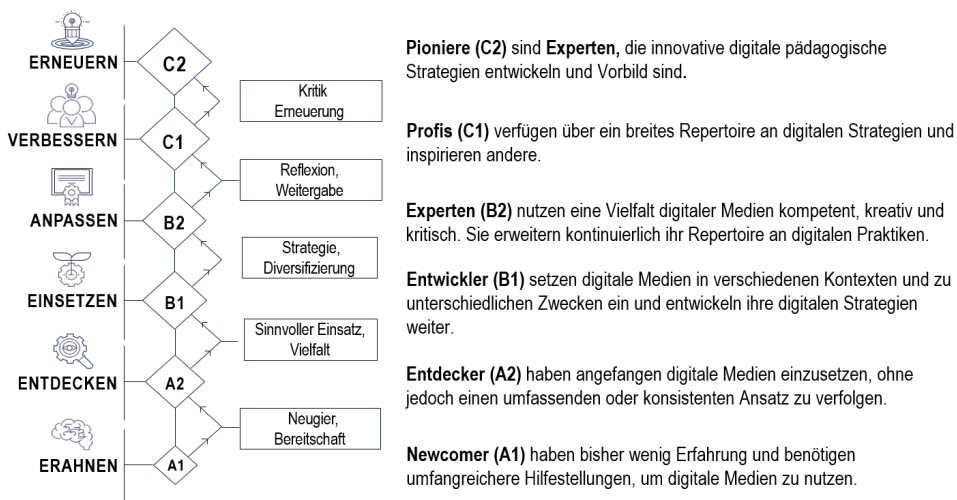 ERNEUERN
C2
Kritik
Erneuerung
VERBESSERN
C1
Reflexion,
Weitergabe
ANPASSEN
B2
Strategie,
Diversifizierung
EINSETZEN
B1
Sinnvoller Einsatz,
Vielfalt
ENTDECKEN
A2
Neugier,
Bereitschaft
ERAHNEN
A1
Pioniere (C2) sind Experten, die innovative digitale pädagogische
Strategien entwickeln und Vorbild sind.
Profis (C1) verfügen über ein breites Repertoire an digitalen Strategien und
inspirieren andere.
Experten (B2) nutzen eine Vielfalt digitaler Medien kompetent, kreativ und
kritisch. Sie erweitern kontinuierlich ihr Repertoire an digitalen Praktiken.
Entwickler (B1) setzen digitale Medien in verschiedenen Kontexten und zu
unterschiedlichen Zwecken ein und entwickeln ihre digitalen Strategien
weiter.
Entdecker (A2) haben angefangen digitale Medien einzusetzen, ohne
jedoch einen umfassenden oder konsistenten Ansatz zu verfolgen.
Newcomer (A1) haben bisher wenig Erfahrung und benötigen
umfangreichere Hilfestellungen, um digitale Medien zu nutzen.